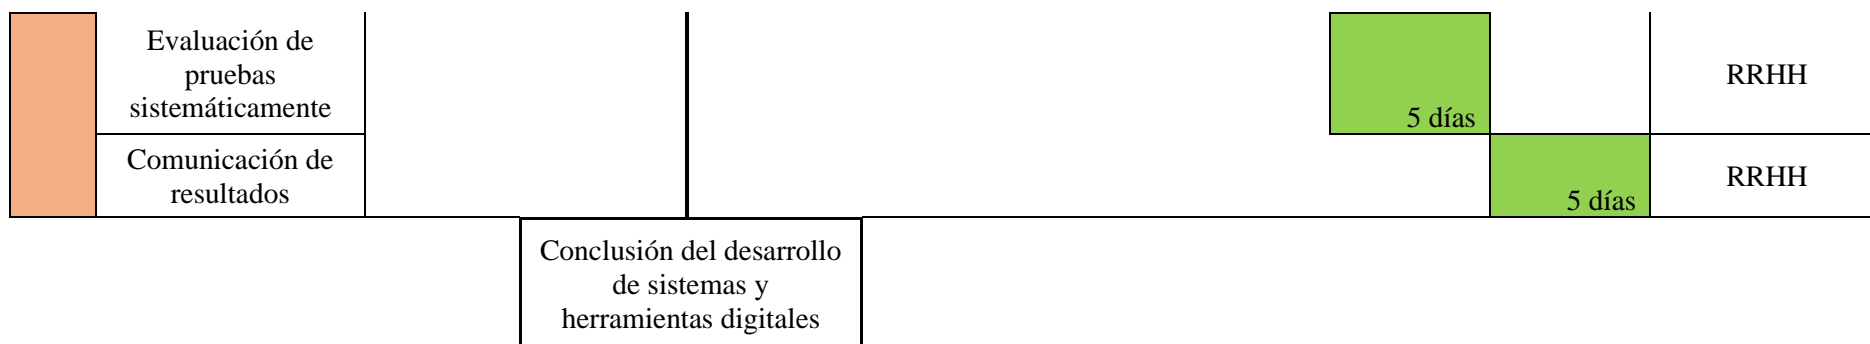 Evaluación de
pruebas
sistemáticamente
5 días
RRHH
Comunicación de
resultados
5 días
RRHH
Conclusión del desarrollo
de sistemas y
herramientas digitales